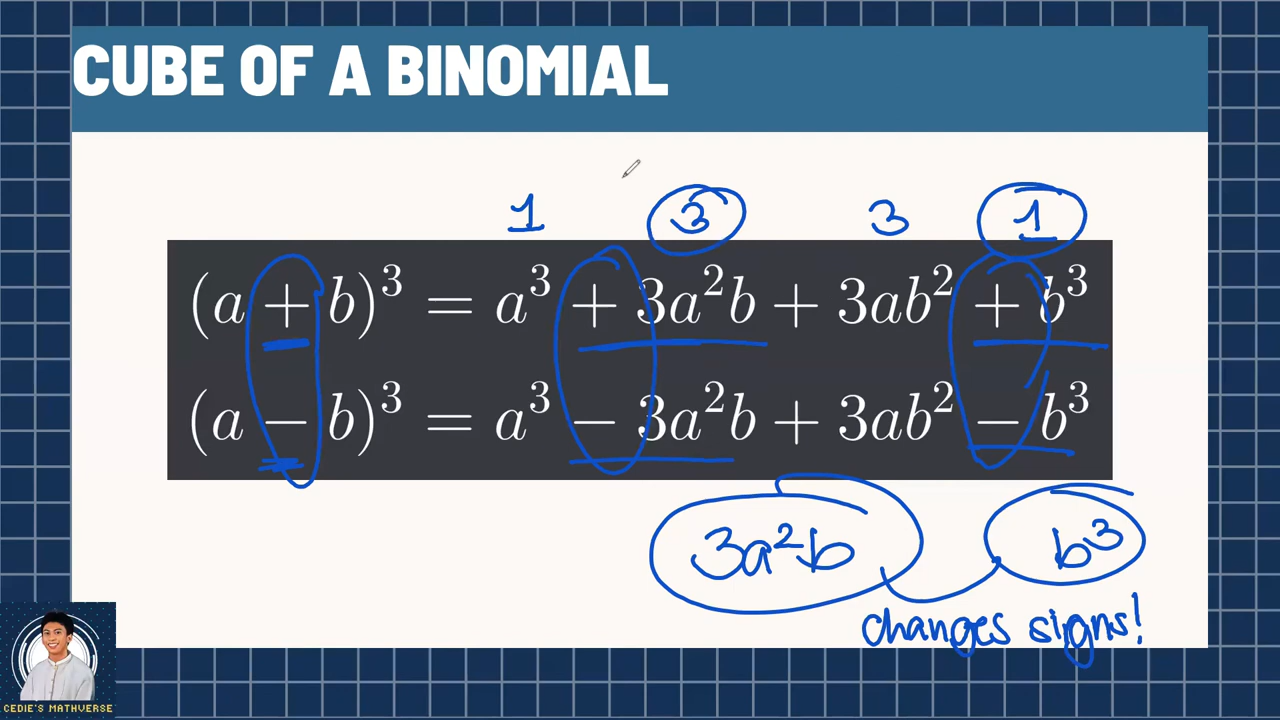 CUBE OF A BINOMIAL
1 3 3 1
(a + b)³ = a³ + 3a²b + 3ab² + b³
(a − b)³ = a³ − 3a²b + 3ab² − b³
3a²b b³
changes signs!
CEDIE'S MATHVERSE